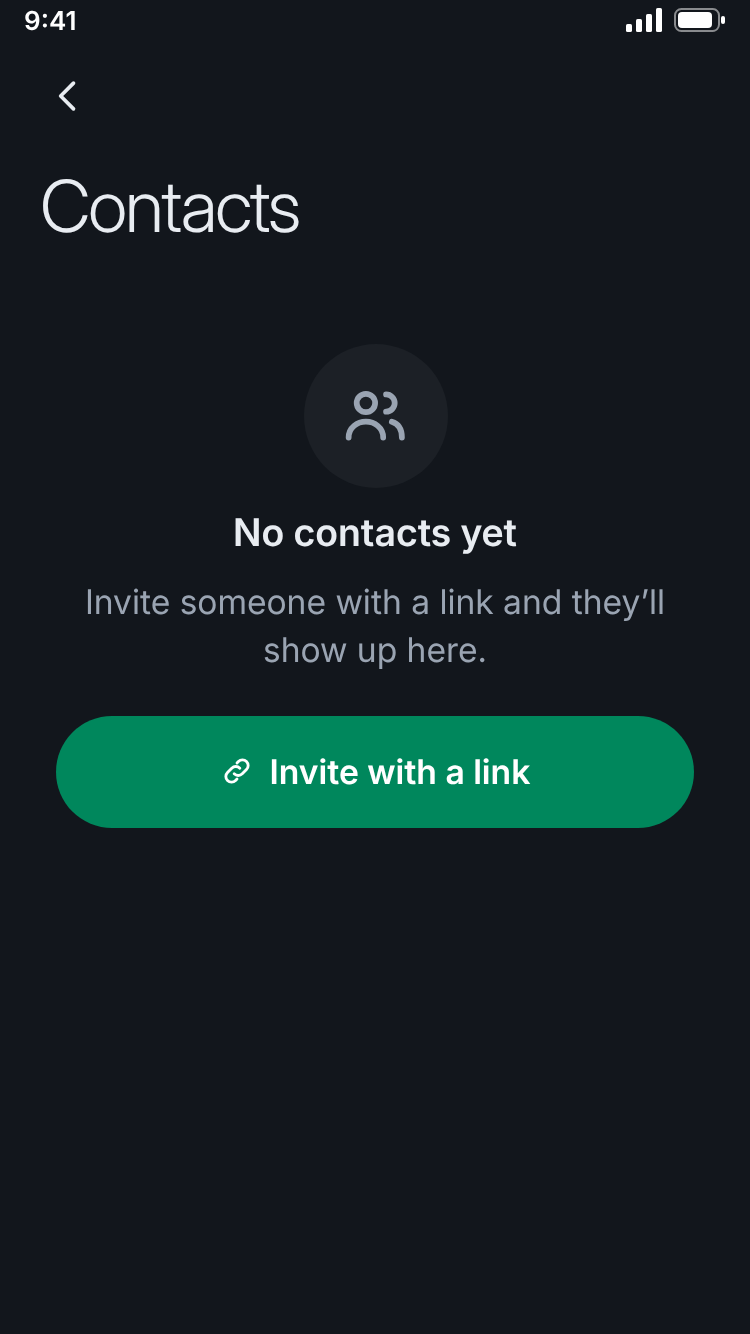 9:41
Contacts
No contacts yet
Invite someone with a link and they’ll
show up here.
Invite with a link